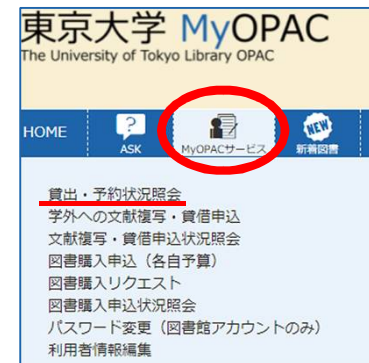 東京大学 MyOPAC
The University of Tokyo Library OPAC
HOME
?
ASK
MyOPACサービス
NEW
新着図書
貸出・予約状況照会
学外への文献複写・貸借申込
文献複写・貸借申込状況照会
図書購入申込（各自予算）
図書購入リクエスト
図書購入申込状況照会
パスワード変更（図書館アカウントのみ）
利用者情報編集